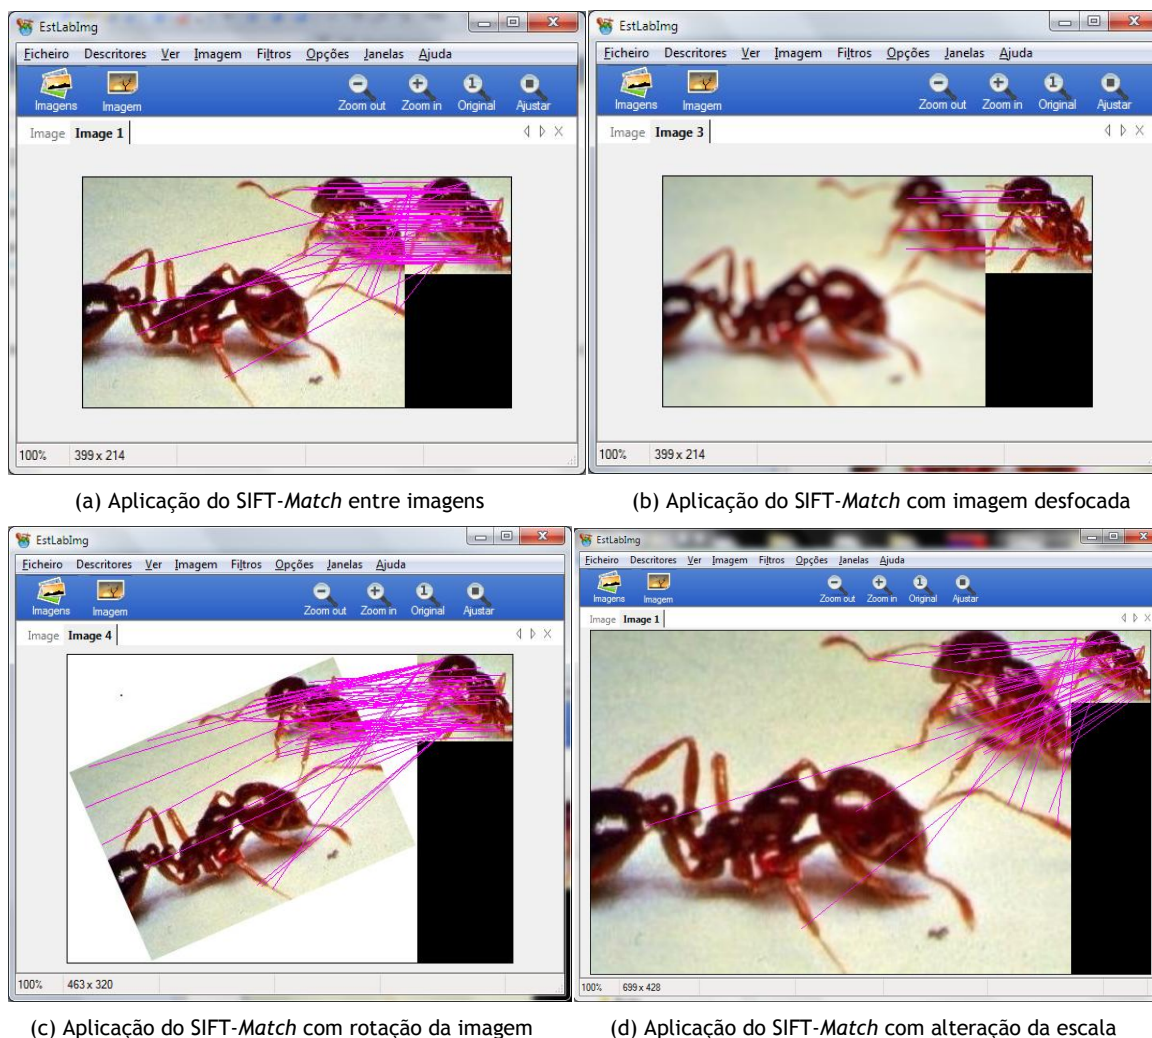 EstLabImg
Ficheiro Descritores Ver Imagem Filtros Opções Janelas Ajuda
Imagens Imagem Zoom out Zoom in Original Ajustar
Image Image 1
100% 399 x 214
EstLabImg
Ficheiro Descritores Ver Imagem Filtros Opções Janelas Ajuda
Imagens Imagem Zoom out Zoom in Original Ajustar
Image Image 3
100% 399 x 214
(a) Aplicação do SIFT-Match entre imagens
(b) Aplicação do SIFT-Match com imagem desfocada
EstLabImg
Ficheiro Descritores Ver Imagem Filtros Opções Janelas Ajuda
Imagens Imagem Zoom out Zoom in Original Ajustar
Image Image 4
100% 463 x 320
EstLabImg
Ficheiro Descritores Ver Imagem Filtros Opções Janelas Ajuda
Imagens Imagem Zoom out Zoom in Original Ajustar
Image Image 1
100% 699 x 428
(c) Aplicação do SIFT-Match com rotação da imagem
(d) Aplicação do SIFT-Match com alteração da escala